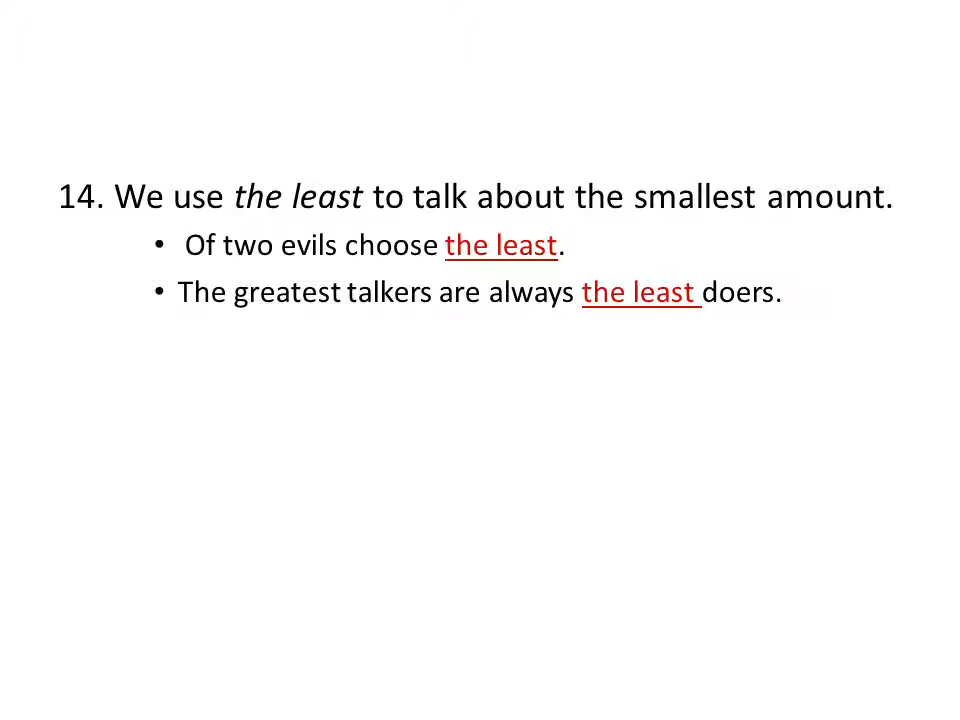 14. We use the least to talk about the smallest amount.
• Of two evils choose the least.
• The greatest talkers are always the least doers.